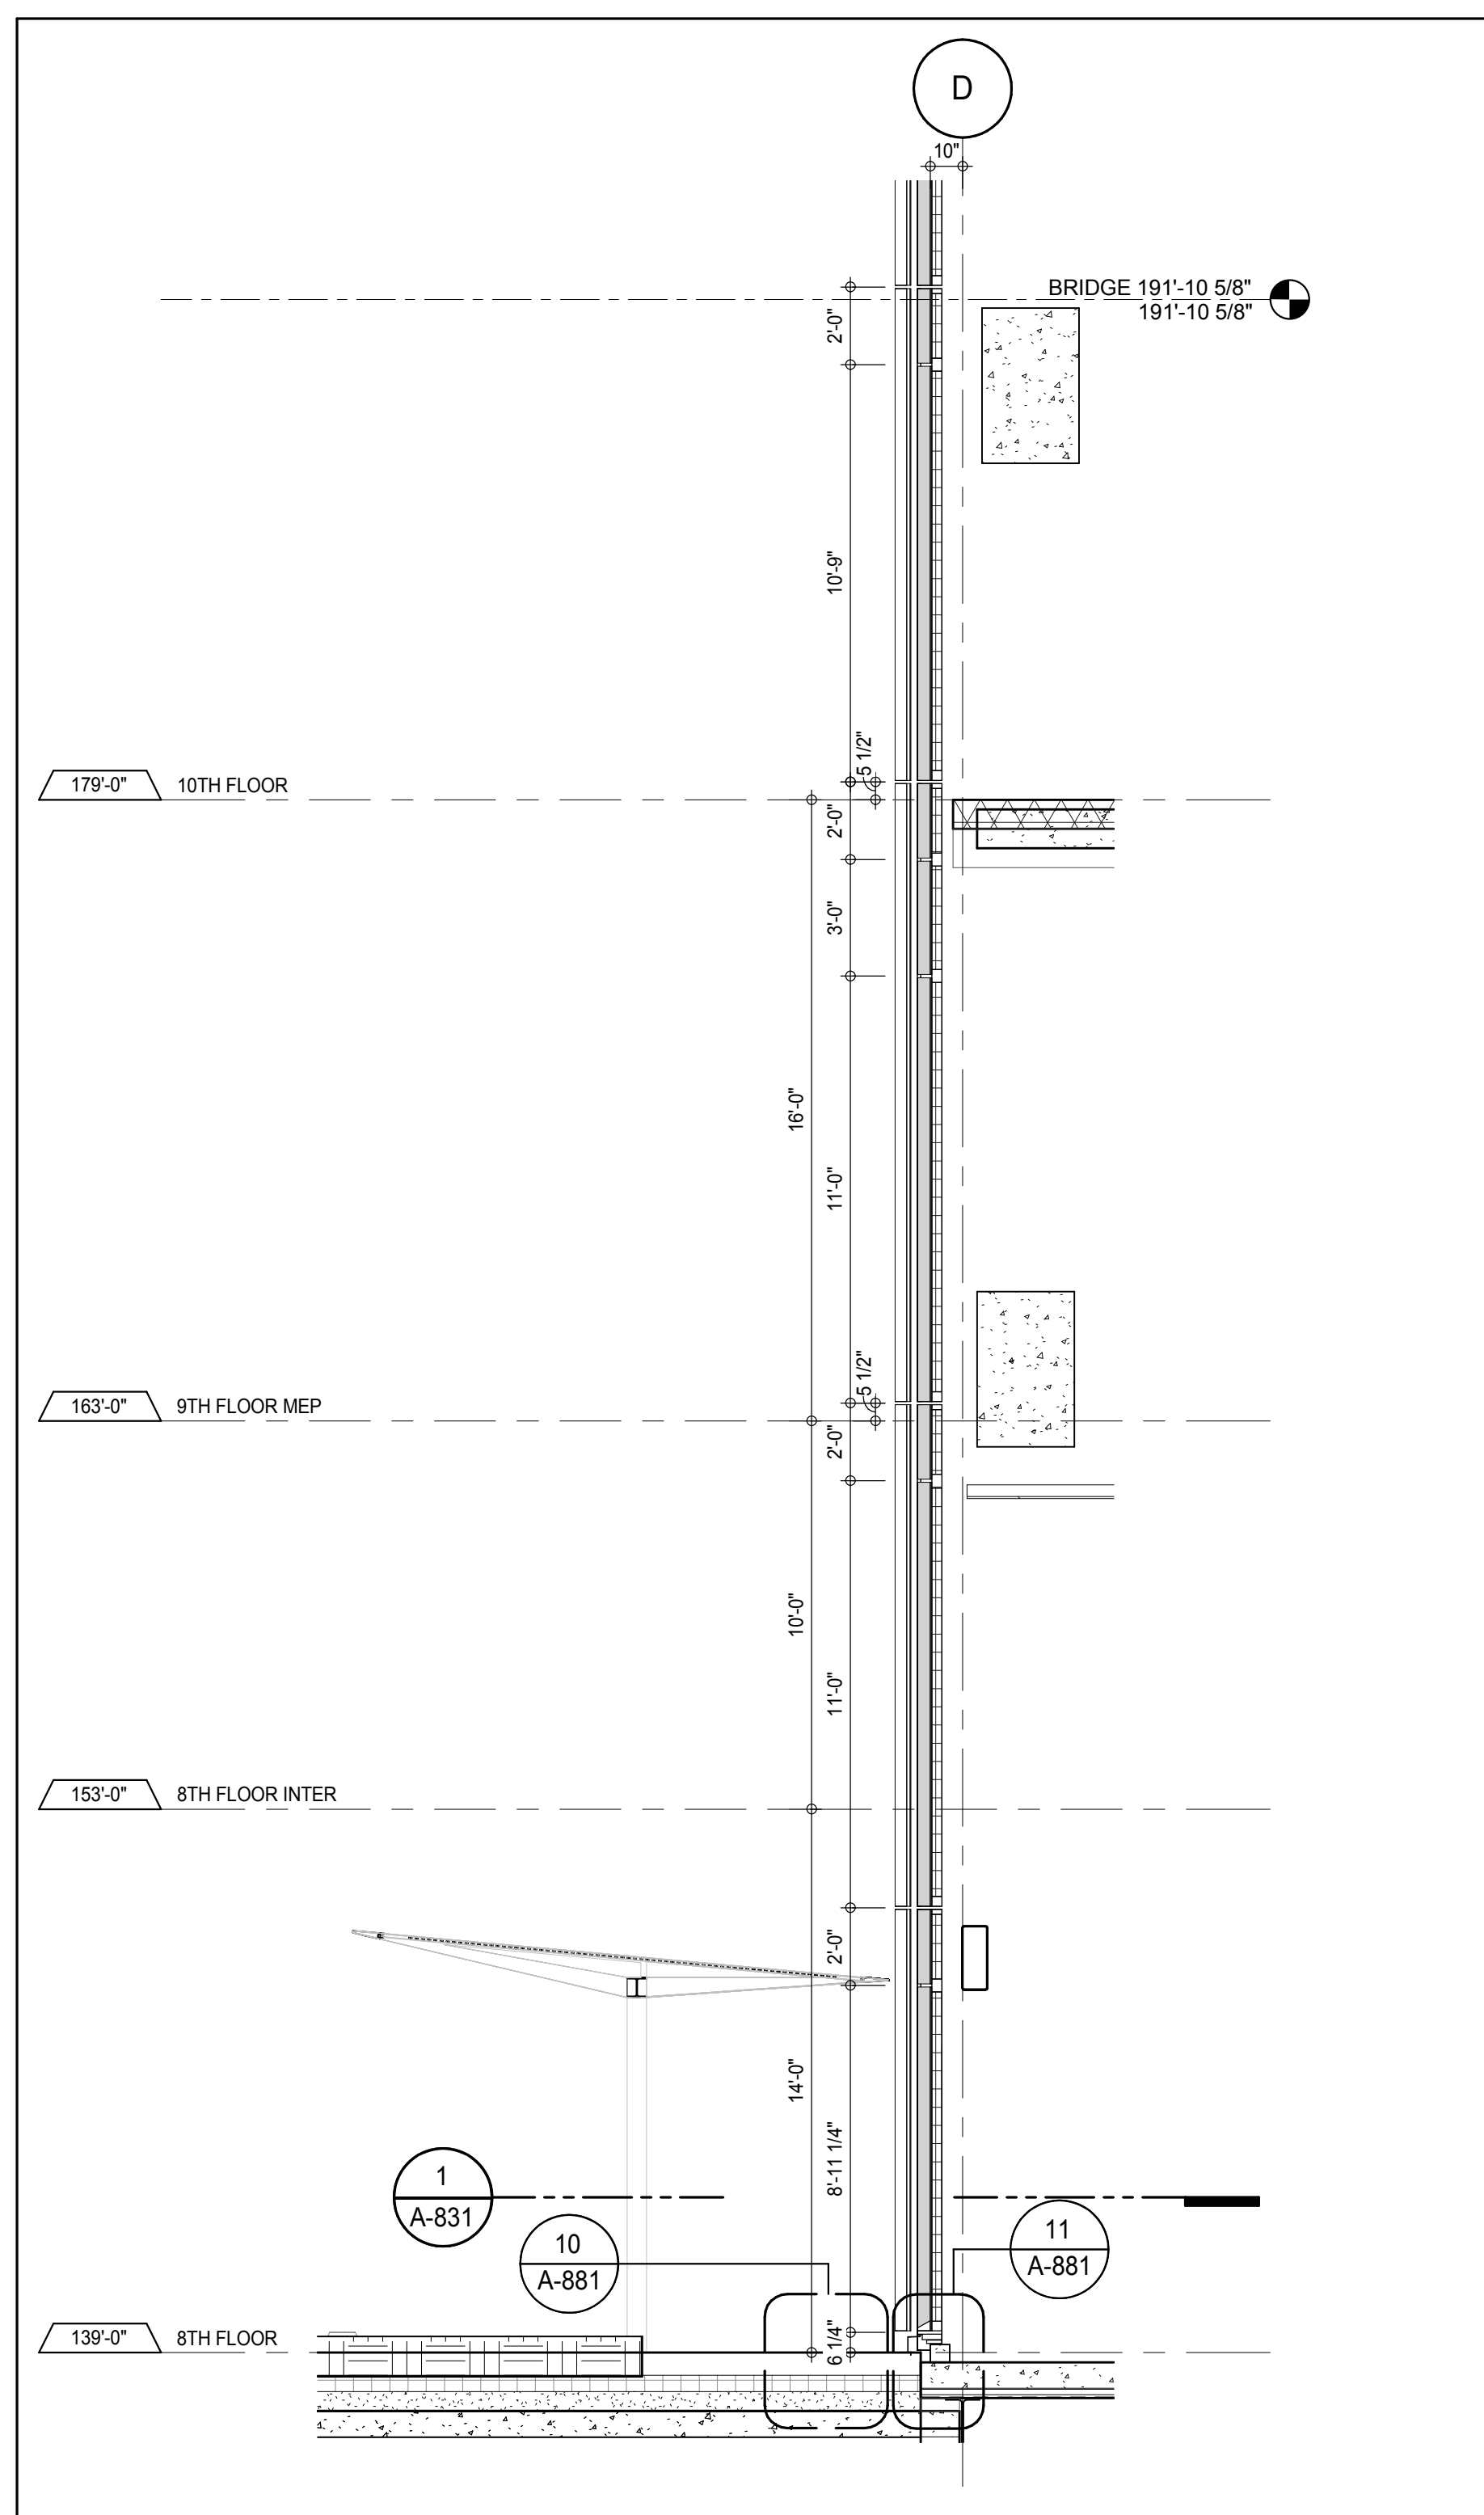 D
10"
BRIDGE 191'-10 5/8"
191'-10 5/8"
2'-0"
10'-9"
5 1/2"
179'-0" 10TH FLOOR
2'-0"
3'-0"
16'-0"
11'-0"
5 1/2"
163'-0" 9TH FLOOR MEP
2'-0"
10'-0"
11'-0"
153'-0" 8TH FLOOR INTER
2'-0"
14'-0"
8'-11 1/4"
1
A-831
10
A-881
11
A-881
6 1/4"
139'-0" 8TH FLOOR